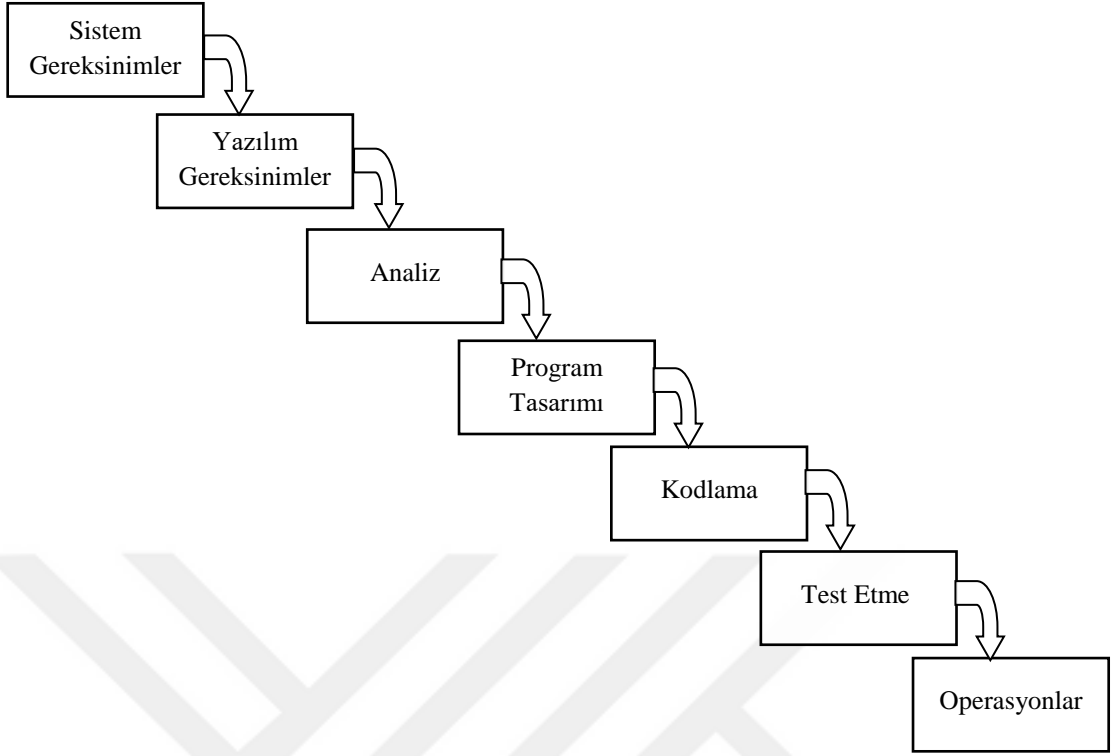 Sistem
Gereksinimler
Yazılım
Gereksinimler
Analiz
Program
Tasarımı
Kodlama
Test Etme
Operasyonlar